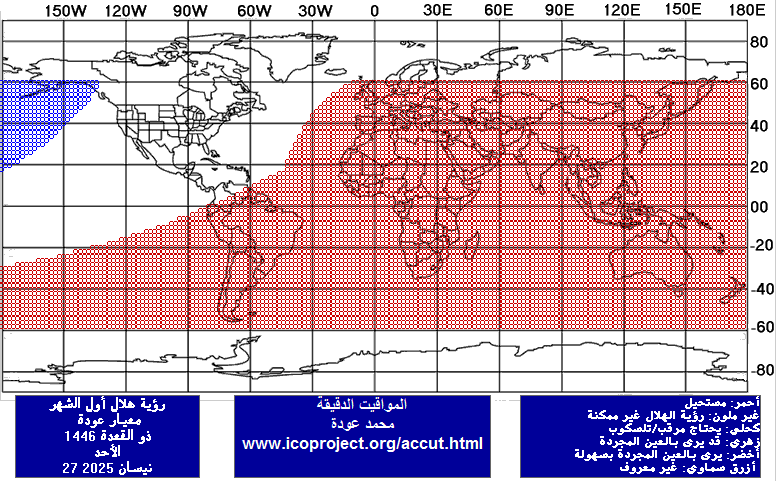 150W 120W 90W 60W 30W 0 30E 60E 90E 120E 150E 180E
80
60
40
20
00
-20
-40
-60
-80
رؤية هلال أول الشهر
معيار عودة
ذو القعدة 1446
الأحد
27 نيسان 2025
المواقيت الدقيقة
محمد عودة
www.icoproject.org/accut.html
أحمر: مستحيل
غير ملون: رؤية الهلال غير ممكنة
كحلي: يحتاج مرقب/تلسكوب
زهري: قد يرى بالعين المجردة
أخضر: يرى بالعين المجردة بسهولة
أزرق سماوي: غير معروف